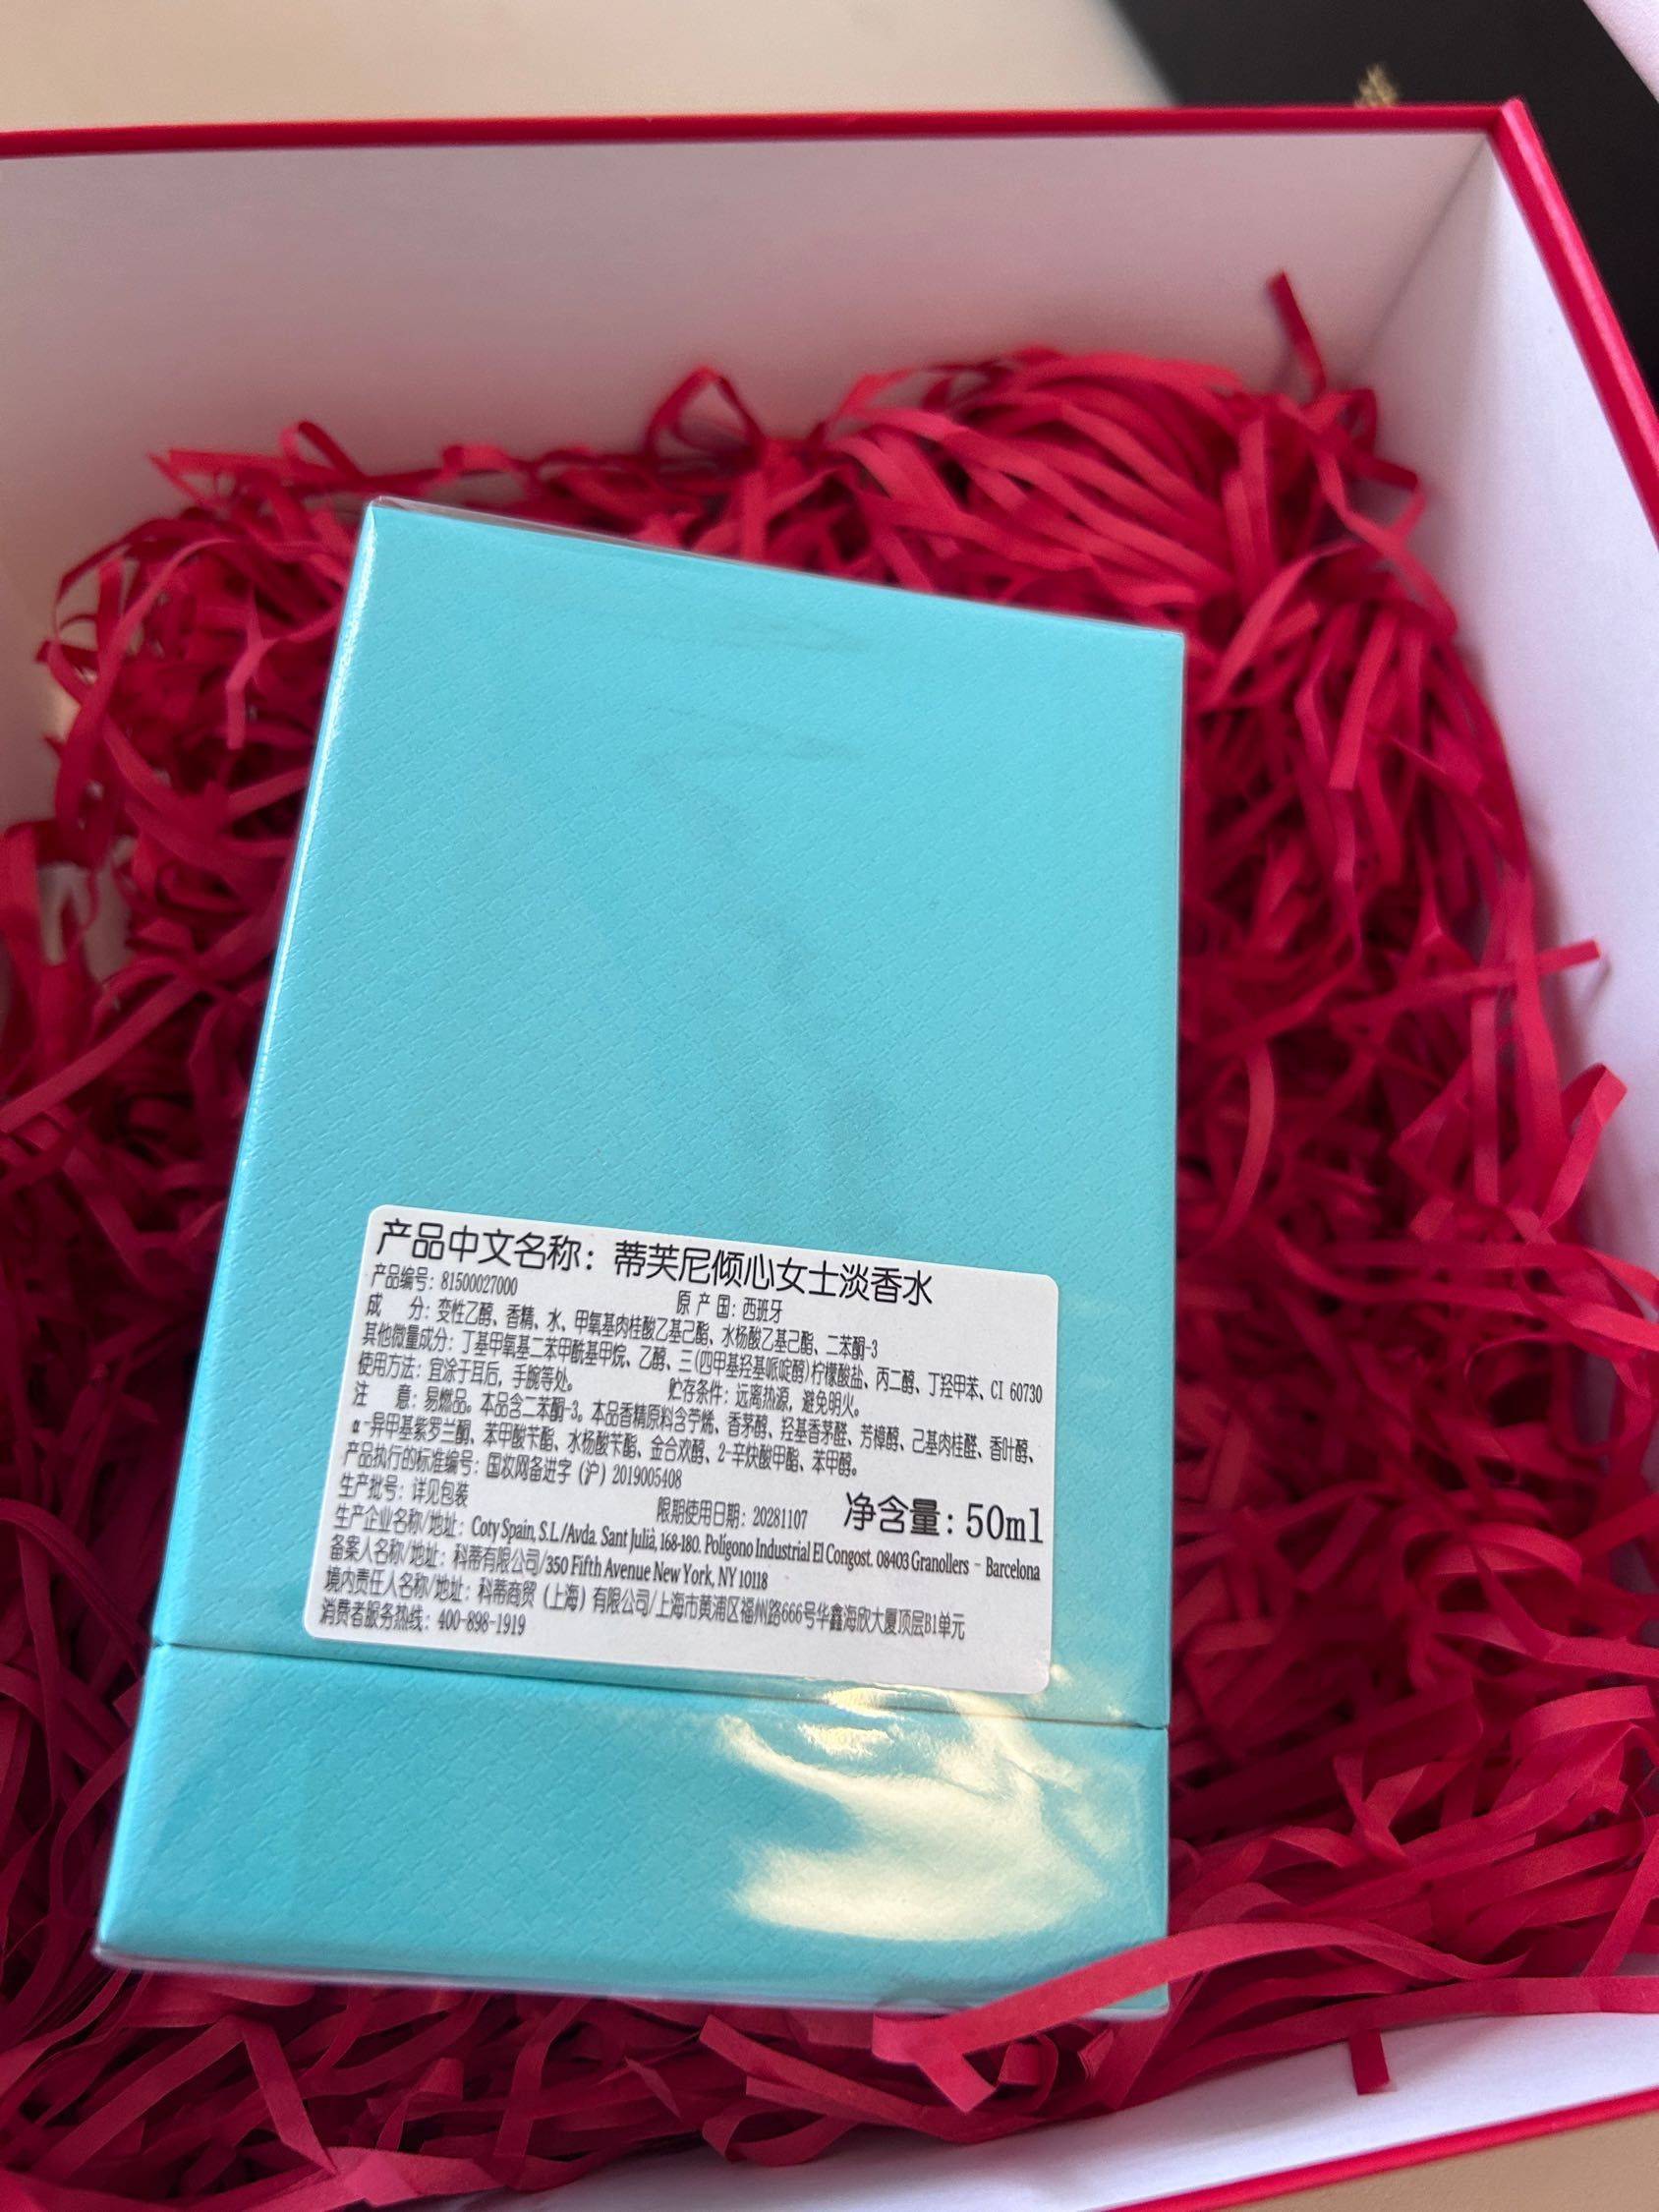 产品中文名称：蒂芙尼倾心女士淡香水
产品编号：81500027000 原 产 国：西班牙
成 分：变性乙醇、香精、水、甲氧基肉桂酸乙基己酯、水杨酸乙基己酯、二苯酮-3
其他微量成分：丁基甲氧基二苯甲酰基甲烷、乙醇、三(四甲基羟基哌啶醇)柠檬酸盐、丙二醇、丁羟甲苯、CI 60730
使用方法：宜涂于耳后，手腕等处。 贮存条件：远离热源，避免明火。
注 意：易燃品。本品含二苯酮-3。本品香精原料含苧烯、香茅醇、羟基香茅醛、芳樟醇、己基肉桂醛、香叶醇、
α-异甲基紫罗兰酮、苯甲酸苄酯、水杨酸苄酯、金合欢醇、2-辛炔酸甲酯、苯甲醇。
产品执行的标准编号：国妆网备进字（沪）2019005408
生产批号：详见包装 限期使用日期：20281107 净含量：50ml
生产企业名称/地址：Coty Spain, S.L./Avda. Sant Julià, 168-180. Polígono Industrial El Congost. 08403 Granollers - Barcelona
备案人名称/地址：科蒂有限公司/350 Fifth Avenue New York, NY 10118
境内责任人名称/地址：科蒂商贸（上海）有限公司/上海市黄浦区福州路666号华鑫海欣大厦顶层B1单元
消费者服务热线：400-898-1919